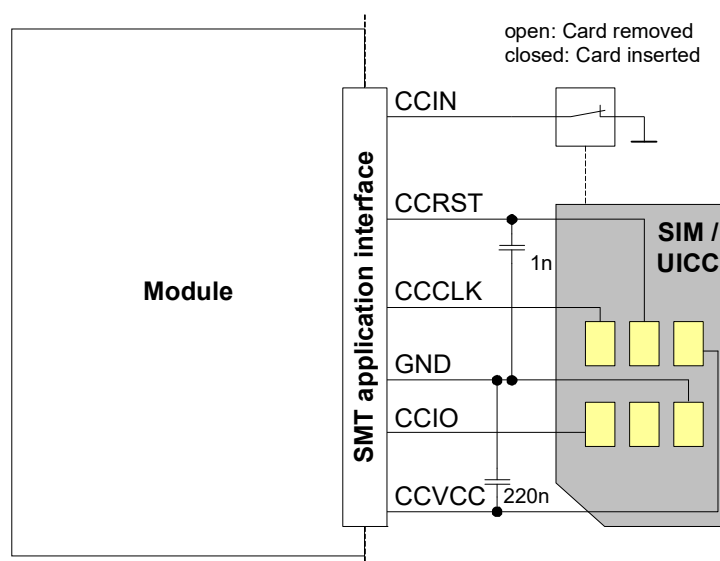 open: Card removed
closed: Card inserted
CCIN
CCRST
SIM /
UICC
1n
Module
SMT application interface
CCCLK
GND
CCIO
CCVCC
220n